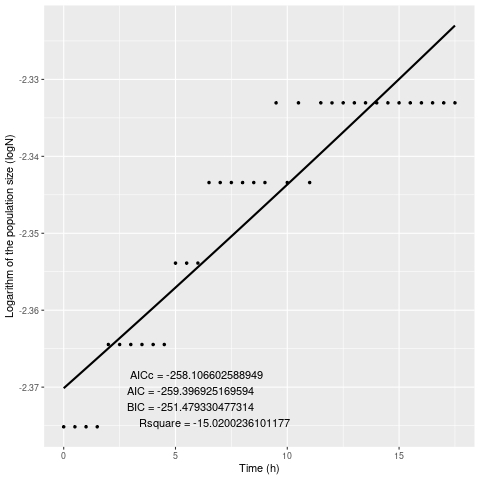 Logarithm of the population size (logN)
-2.33
-2.34
-2.35
-2.36
-2.37
AICc = -258.106602588949
AIC = -259.396925169594
BIC = -251.479330477314
Rsquare = -15.0200236101177
0 5 10 15
Time (h)